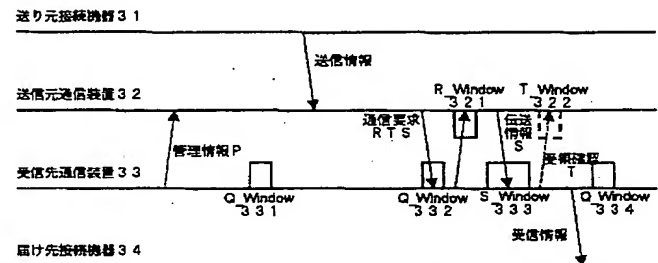 送り元接続機器３１
送信情報
送信元通信装置３２
R_Window
３２１
T_Window
３２２
通信要求
ＲＴＳ
伝送
情報
Ｓ
管理情報Ｐ
受領確認
Ｔ
受信先通信装置３３
Q_Window
３３１
Q_Window
３３２
S_Window
３３３
Q_Window
３３４
受信情報
届け先接続機器３４